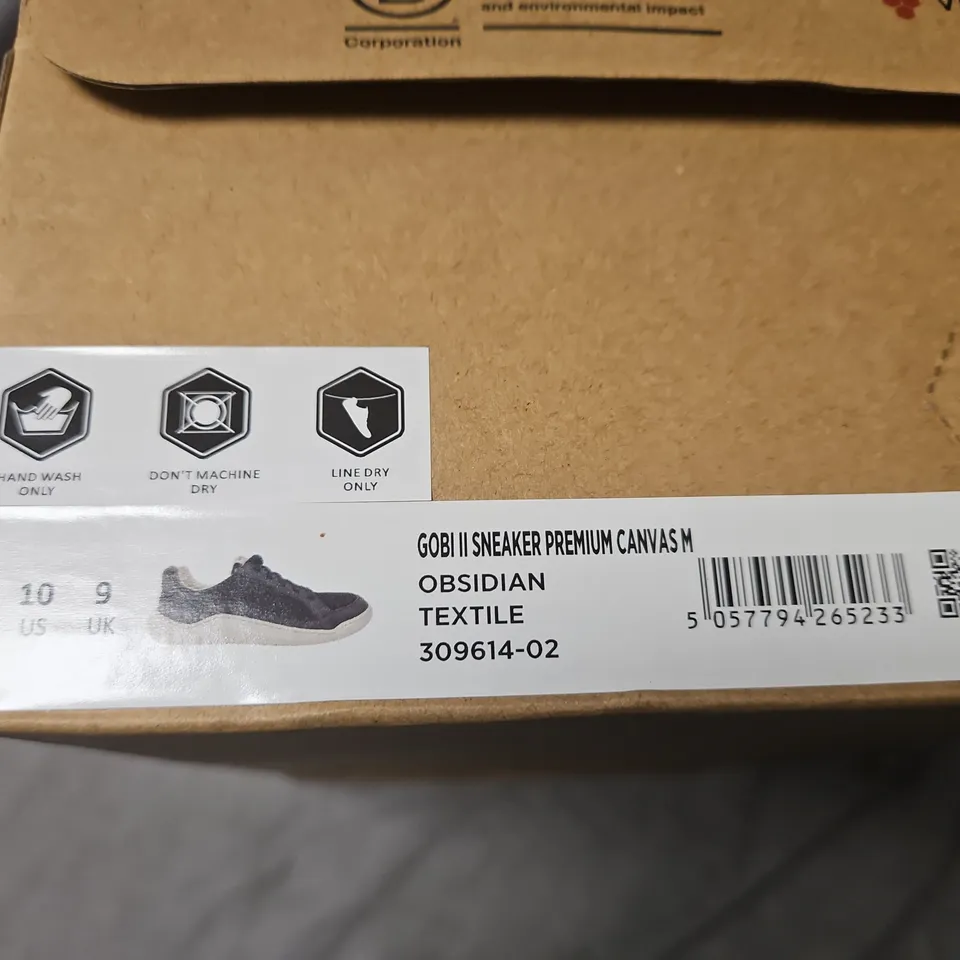 and environmental impact
Corporation
HAND WASH
ONLY
DON'T MACHINE
DRY
LINE DRY
ONLY
10
US
9
UK
GOBI II SNEAKER PREMIUM CANVAS M
OBSIDIAN
TEXTILE
309614-02
5 057794 265233